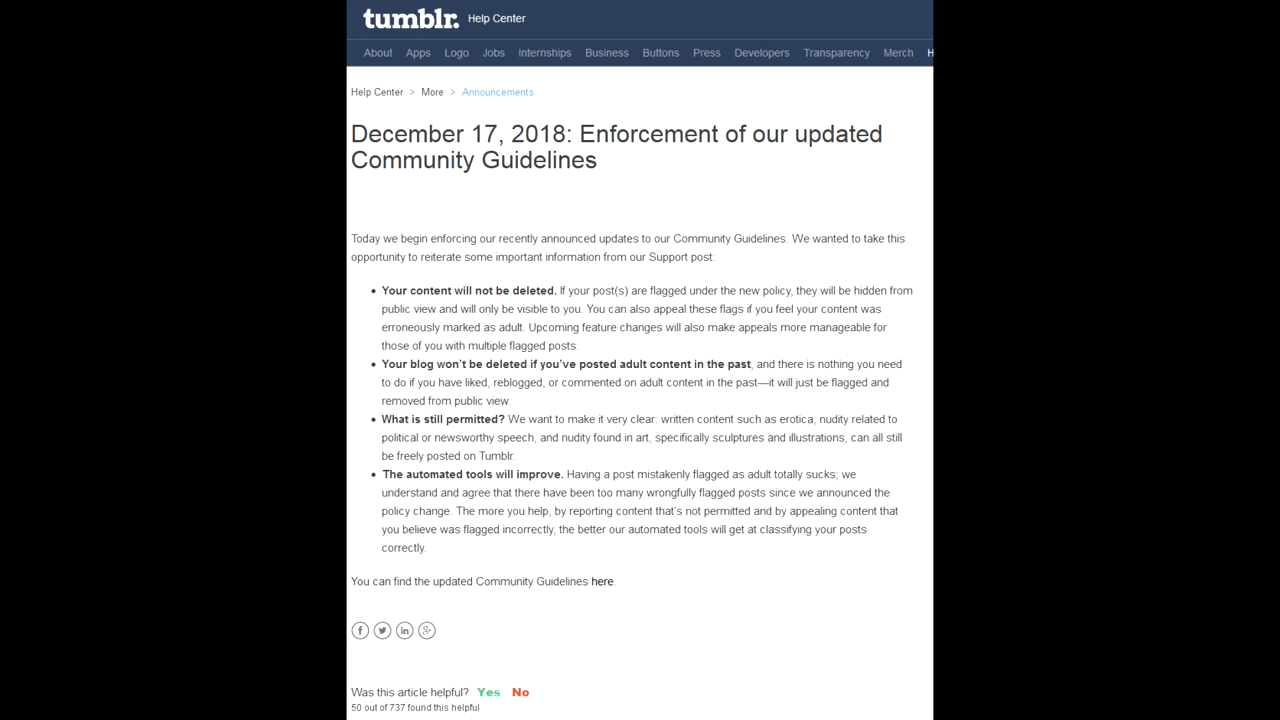 tumblr. Help Center
About Apps Logo Jobs Internships Business Buttons Press Developers Transparency Merch H
Help Center > More > Announcements
December 17, 2018: Enforcement of our updated
Community Guidelines
Today we begin enforcing our recently announced updates to our Community Guidelines. We wanted to take this
opportunity to reiterate some important information from our Support post:
• Your content will not be deleted. If your post(s) are flagged under the new policy, they will be hidden from
public view and will only be visible to you. You can also appeal these flags if you feel your content was
erroneously marked as adult. Upcoming feature changes will also make appeals more manageable for
those of you with multiple flagged posts.
• Your blog won’t be deleted if you’ve posted adult content in the past, and there is nothing you need
to do if you have liked, reblogged, or commented on adult content in the past—it will just be flagged and
removed from public view.
• What is still permitted? We want to make it very clear: written content such as erotica, nudity related to
political or newsworthy speech, and nudity found in art, specifically sculptures and illustrations, can all still
be freely posted on Tumblr.
• The automated tools will improve. Having a post mistakenly flagged as adult totally sucks; we
understand and agree that there have been too many wrongfully flagged posts since we announced the
policy change. The more you help, by reporting content that’s not permitted and by appealing content that
you believe was flagged incorrectly, the better our automated tools will get at classifying your posts
correctly.
You can find the updated Community Guidelines here.
Was this article helpful? Yes No
50 out of 737 found this helpful